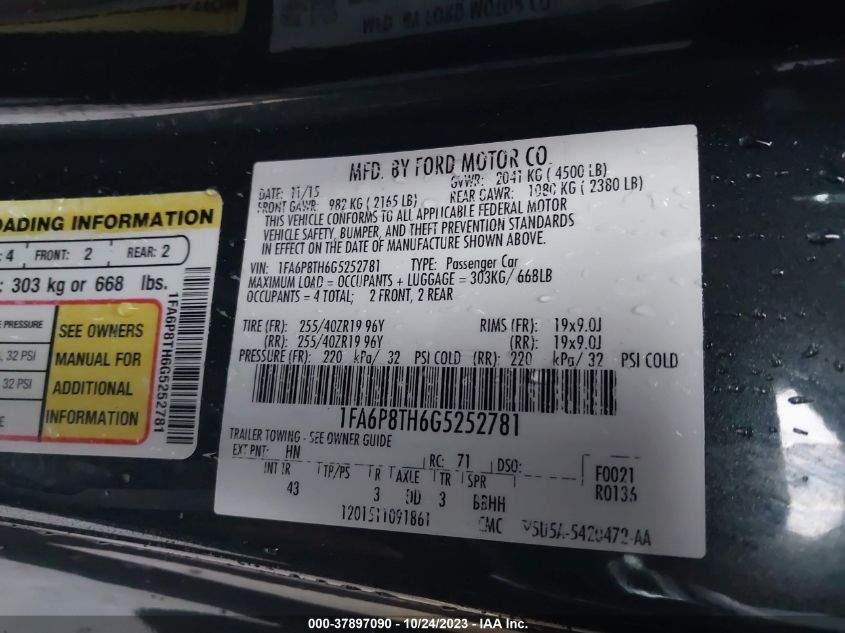 MFD. BY FORD MOTOR CO.
DATE: 11/15 GVWR: 2041 KG ( 4500 LB)
FRONT GAWR: 982 KG ( 2165 LB) REAR GAWR: 1080 KG ( 2380 LB)
THIS VEHICLE CONFORMS TO ALL APPLICABLE FEDERAL MOTOR
VEHICLE SAFETY, BUMPER, AND THEFT PREVENTION STANDARDS
IN EFFECT ON THE DATE OF MANUFACTURE SHOWN ABOVE.
VIN: 1FA6P8TH6G5252781 TYPE: Passenger Car
MAXIMUM LOAD = OCCUPANTS + LUGGAGE = 303KG/ 668LB
OCCUPANTS = 4 TOTAL; 2 FRONT, 2 REAR
TIRE (FR): 255/40ZR19 96Y RIMS (FR): 19x9.0J
(RR): 255/40ZR19 96Y (RR): 19x9.0J
PRESSURE (FR): 220 kPa/ 32 PSI COLD (RR): 220 kPa/ 32 PSI COLD
1FA6P8TH6G5252781
TRAILER TOWING - SEE OWNER GUIDE
EXT PNT: HN RC: 71 DSO: F0021
INT TR TP/PS R AXLE TR SPR R0136
43 3 3 BBHH
1201511091861 CMC
OADING INFORMATION
: 4 FRONT: 2 REAR: 2
: 303 kg or 668 lbs.
PRESSURE
, 32 PSI
, 32 PSI
SEE OWNERS
MANUAL FOR
ADDITIONAL
INFORMATION
1FA6P8TH6G5252781
000-37897090 - 10/24/2023 - Copyright © IAA Inc.